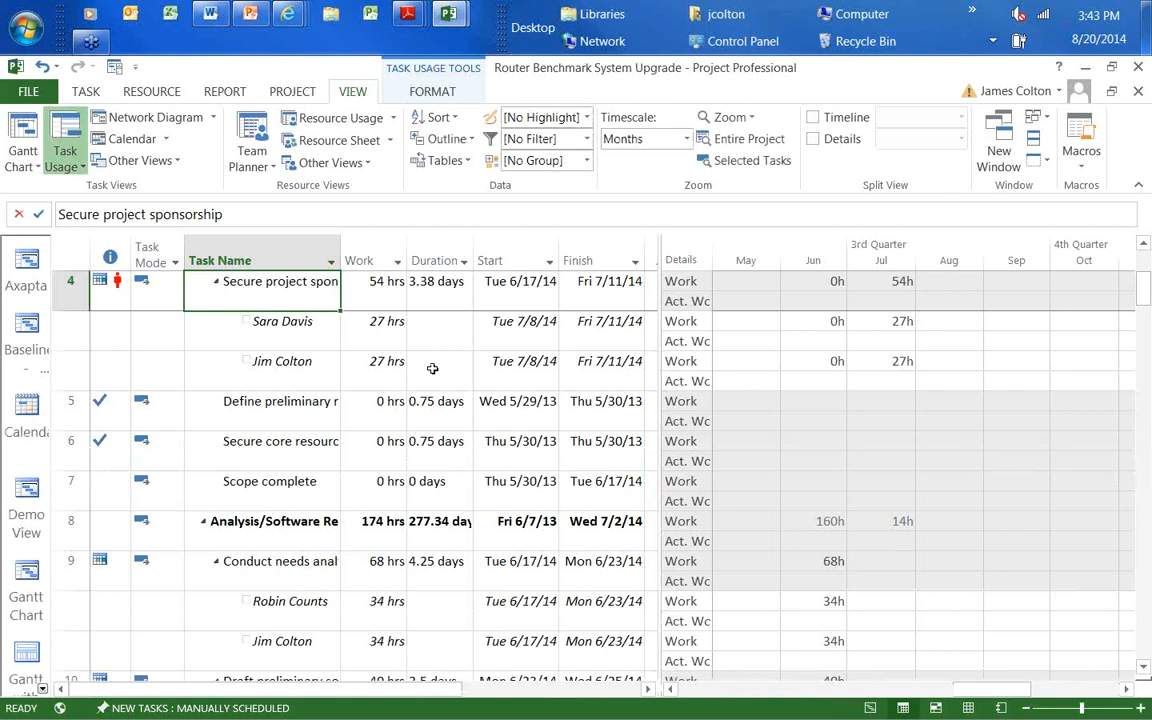 Desktop
Libraries
Network
jcolton
Control Panel
Computer
Recycle Bin
»
3:43 PM
8/20/2014
TASK USAGE TOOLS
Router Benchmark System Upgrade - Project Professional
FILE TASK RESOURCE REPORT PROJECT VIEW FORMAT
James Colton
Gantt Chart
Task Usage
Network Diagram
Calendar
Other Views
Task Views
Team Planner
Resource Usage
Resource Sheet
Other Views
Resource Views
Sort
Outline
Tables
[No Highlight]
[No Filter]
[No Group]
Data
Timescale:
Months
Zoom
Entire Project
Selected Tasks
Zoom
Timeline
Details
Split View
New Window
Window
Macros
Macros
Secure project sponsorship
Axapta
Baseline - ...
Calend
Demo View
Gantt Chart
Gantt
Task Mode Task Name Work Duration Start Finish Details
3rd Quarter 4th Quarter
May Jun Jul Aug Sep Oct
4 Secure project spon 54 hrs 3.38 days Tue 6/17/14 Fri 7/11/14 Work 0h 54h
Act. Wc
Sara Davis 27 hrs Tue 7/8/14 Fri 7/11/14 Work 0h 27h
Act. Wc
Jim Colton 27 hrs Tue 7/8/14 Fri 7/11/14 Work 0h 27h
Act. Wc
5 Define preliminary r 0 hrs 0.75 days Wed 5/29/13 Thu 5/30/13 Work
Act. Wc
6 Secure core resourc 0 hrs 0.75 days Thu 5/30/13 Thu 5/30/13 Work
Act. Wc
7 Scope complete 0 hrs 0 days Thu 5/30/13 Tue 6/17/14 Work
Act. Wc
8 Analysis/Software Re 174 hrs 277.34 day Fri 6/7/13 Wed 7/2/14 Work 160h 14h
Act. Wc
9 Conduct needs anal 68 hrs 4.25 days Tue 6/17/14 Mon 6/23/14 Work 68h
Act. Wc
Robin Counts 34 hrs Tue 6/17/14 Mon 6/23/14 Work 34h
Act. Wc
Jim Colton 34 hrs Tue 6/17/14 Mon 6/23/14 Work 34h
Act. Wc
READY NEW TASKS : MANUALLY SCHEDULED